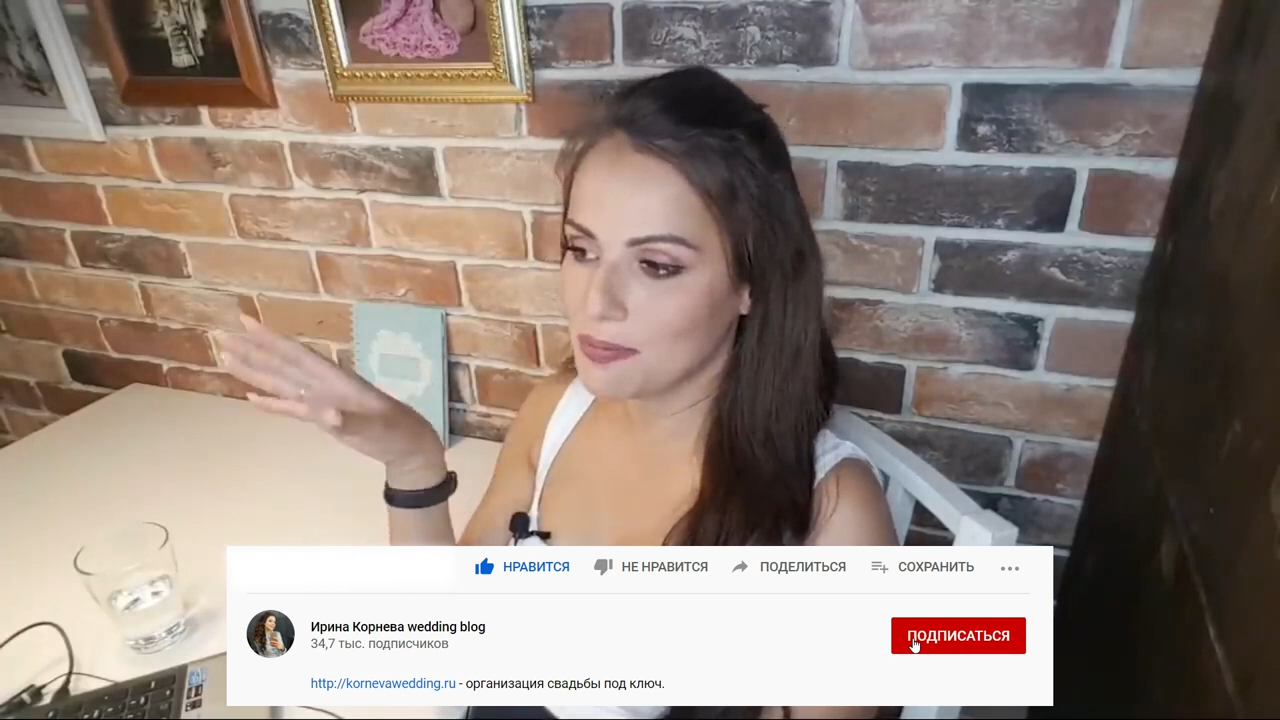 НРАВИТСЯ НЕ НРАВИТСЯ ПОДЕЛИТЬСЯ СОХРАНИТЬ
Ирина Корнева wedding blog
34,7 тыс. подписчиков
ПОДПИСАТЬСЯ
http://kornevawedding.ru - организация свадьбы под ключ.